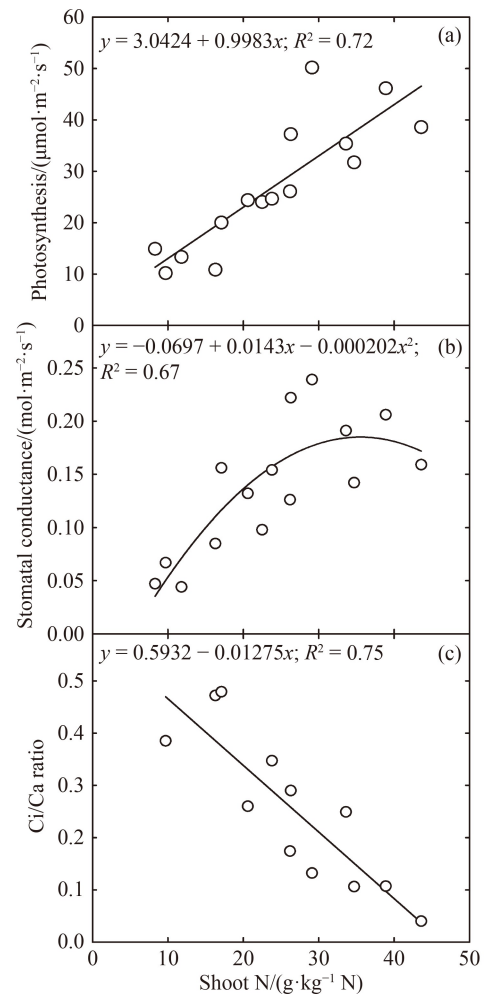 y = 3.0424 + 0.9983x; R² = 0.72
(a)
60
50
40
30
20
10
0
Photosynthesis/(μmol·m⁻²·s⁻¹)
y = −0.0697 + 0.0143x − 0.000202x²;
(b)
R² = 0.67
0.25
0.20
0.15
0.10
0.05
0.00
Stomatal conductance/(mol·m⁻²·s⁻¹)
y = 0.5932 − 0.01275x; R² = 0.75
(c)
0.5
0.4
0.3
0.2
0.1
0.0
Ci/Ca ratio
0 10 20 30 40 50
Shoot N/(g·kg⁻¹ N)